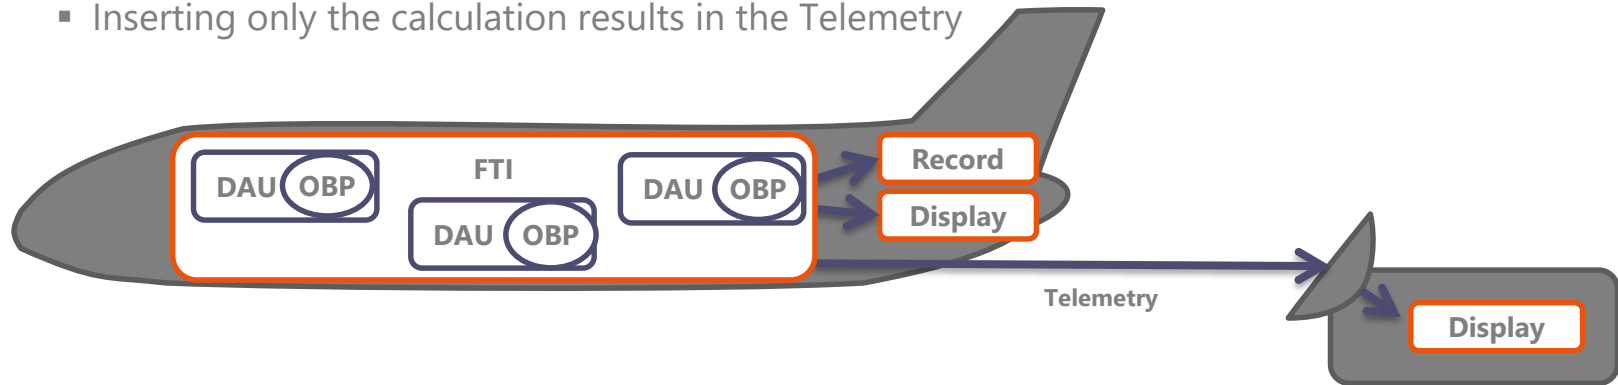 ▪ Inserting only the calculation results in the Telemetry
FTI
DAU OBP
DAU OBP
DAU OBP
Record
Display
Telemetry
Display